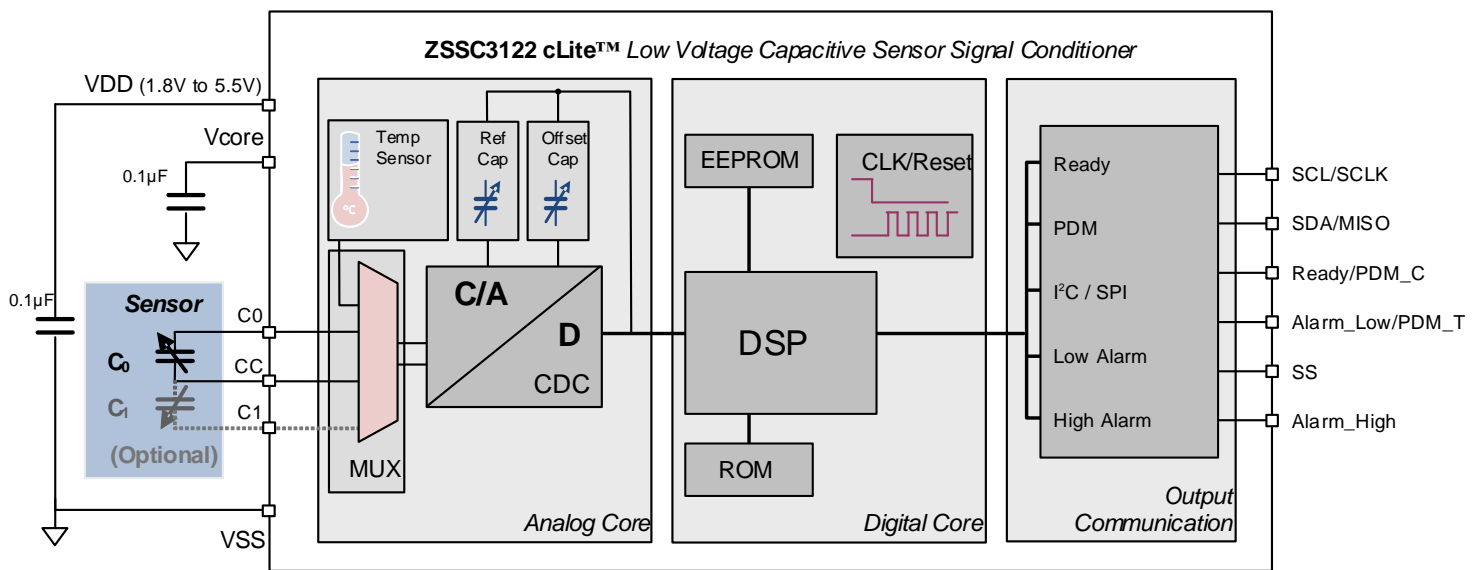 ZSSC3122 cLite™ Low Voltage Capacitive Sensor Signal Conditioner
VDD (1.8V to 5.5V)
Vcore
0.1µF
0.1µF
Sensor
C0
C0
CC
C1
C1
(Optional)
VSS
Temp
Sensor
°C
Ref
Cap
Offset
Cap
C/A
D
CDC
MUX
Analog Core
EEPROM
CLK/Reset
DSP
ROM
Digital Core
Ready
PDM
I²C / SPI
Low Alarm
High Alarm
Output
Communication
SCL/SCLK
SDA/MISO
Ready/PDM_C
Alarm_Low/PDM_T
SS
Alarm_High